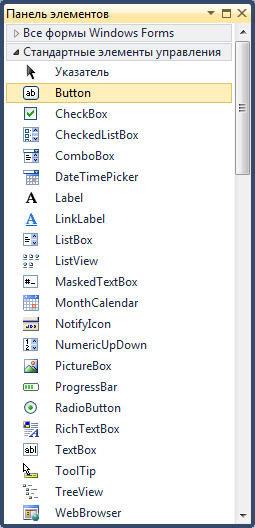 Панель элементов
Все формы Windows Forms
Стандартные элементы управления
Указатель
Button
CheckBox
CheckedListBox
ComboBox
DateTimePicker
Label
LinkLabel
ListBox
ListView
MaskedTextBox
MonthCalendar
NotifyIcon
NumericUpDown
PictureBox
ProgressBar
RadioButton
RichTextBox
TextBox
ToolTip
TreeView
WebBrowser